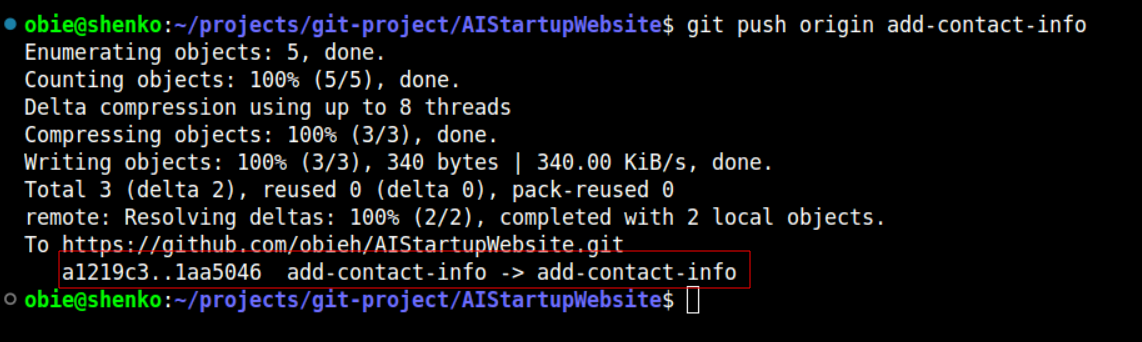 obie@shenko:~/projects/git-project/AIStartupWebsite$ git push origin add-contact-info
Enumerating objects: 5, done.
Counting objects: 100% (5/5), done.
Delta compression using up to 8 threads
Compressing objects: 100% (3/3), done.
Writing objects: 100% (3/3), 340 bytes | 340.00 KiB/s, done.
Total 3 (delta 2), reused 0 (delta 0), pack-reused 0
remote: Resolving deltas: 100% (2/2), completed with 2 local objects.
To https://github.com/obieh/AIStartupWebsite.git
   a1219c3..1aa5046  add-contact-info -> add-contact-info
obie@shenko:~/projects/git-project/AIStartupWebsite$